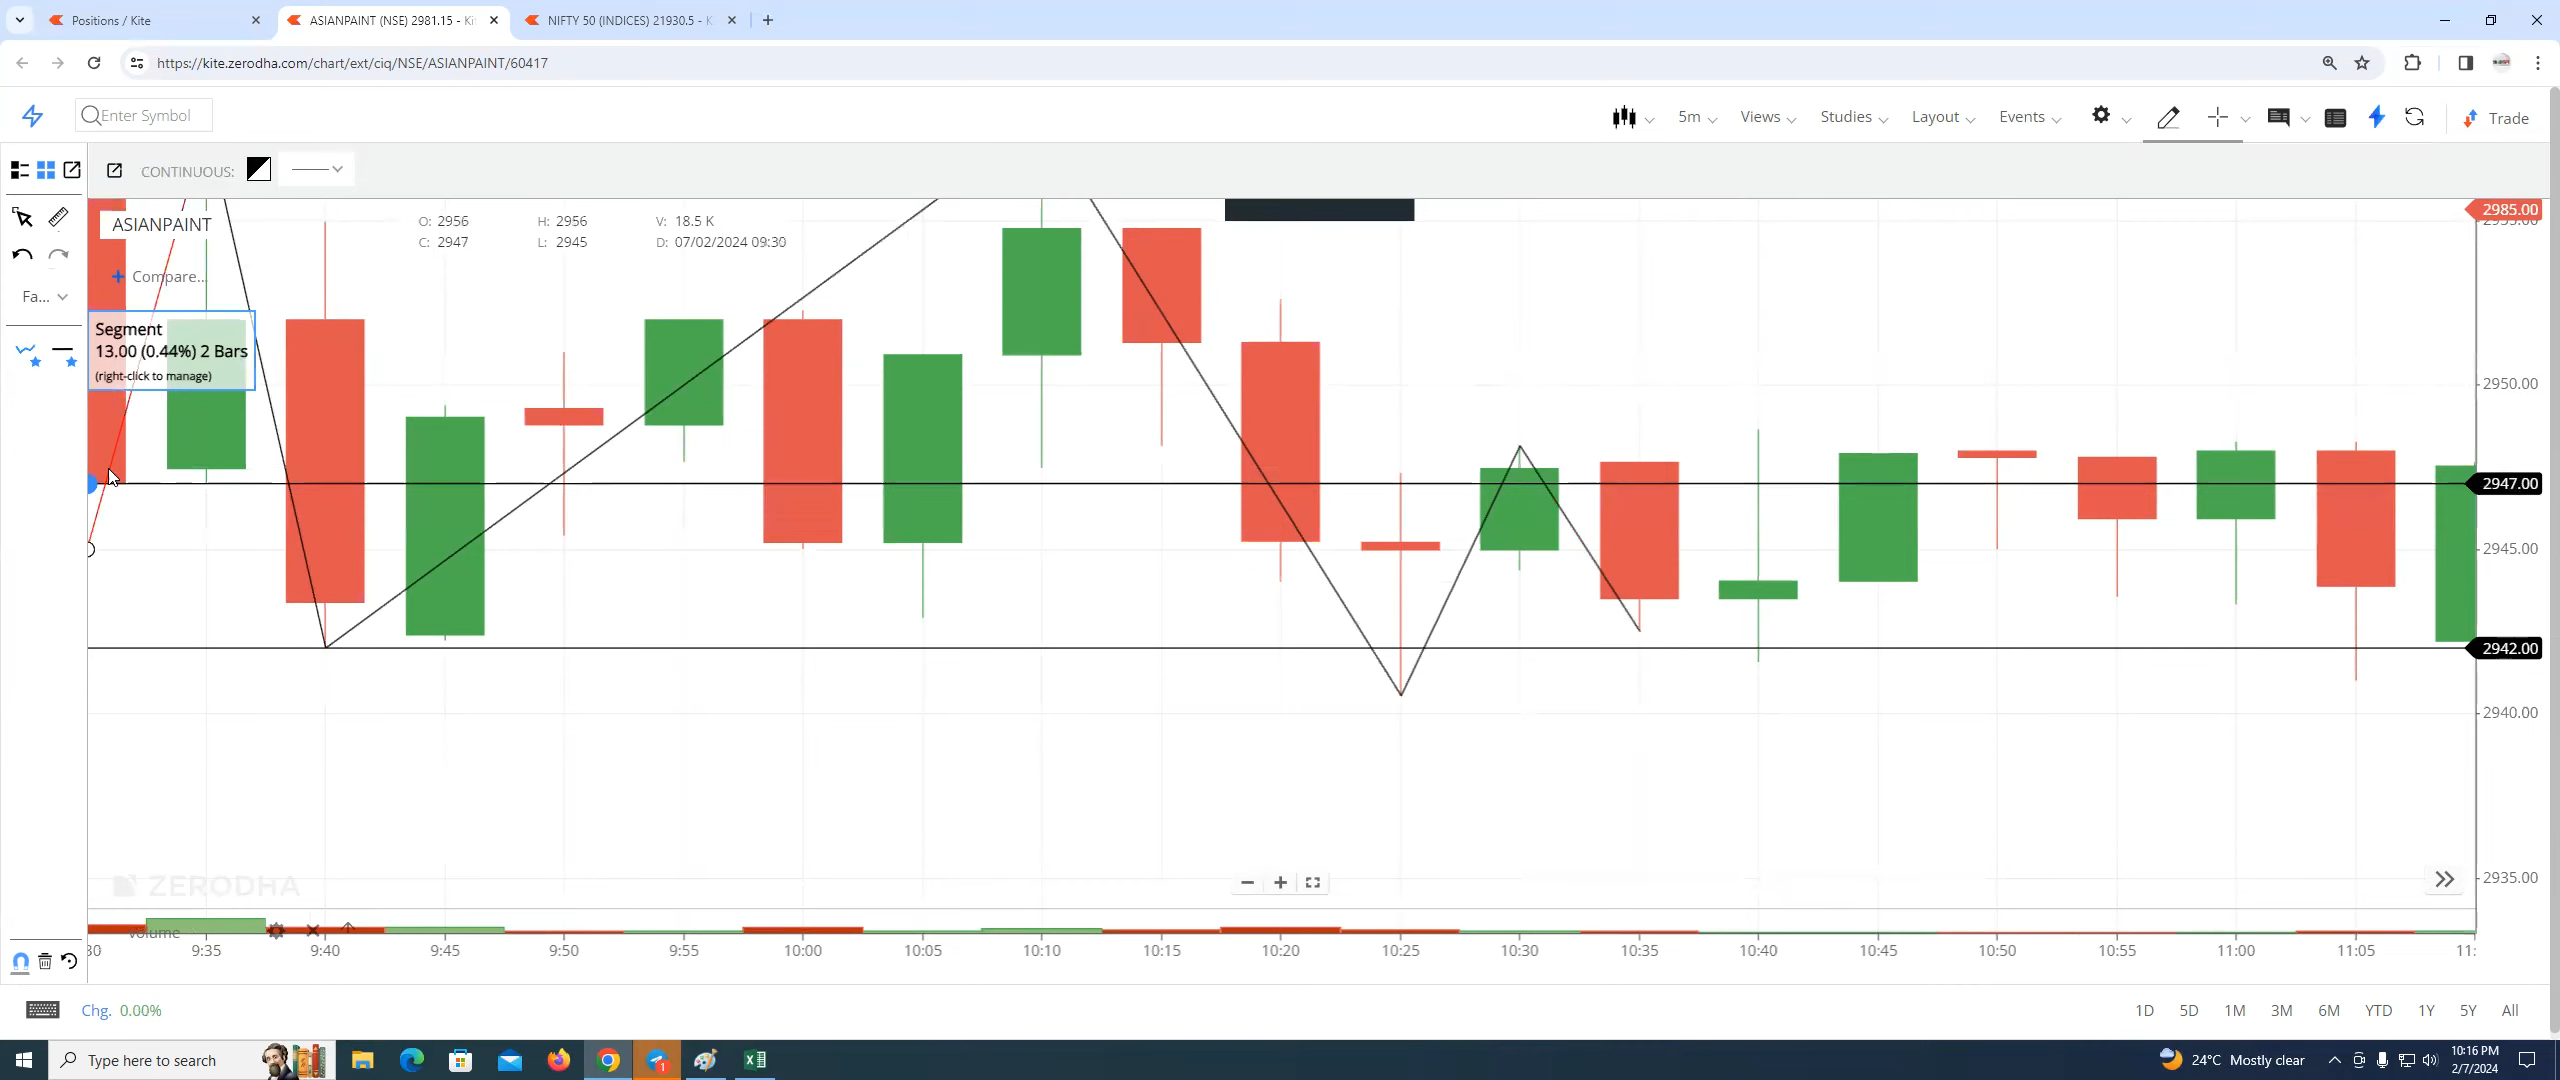 Positions / Kite
ASIANPAINT (NSE) 2981.15 - Ki
NIFTY 50 (INDICES) 21930.5 - K
https://kite.zerodha.com/chart/ext/ciq/NSE/ASIANPAINT/60417
Enter Symbol
5m
Views
Studies
Layout
Events
Trade
CONTINUOUS:
ASIANPAINT
O: 2956 H: 2956 V: 18.5 K
C: 2947 L: 2945 D: 07/02/2024 09:30
2985.00
Compare...
Fa...
Segment
13.00 (0.44%) 2 Bars
(right-click to manage)
2950.00
2947.00
2945.00
2942.00
2940.00
2935.00
ZERODHA
volume
30 9:35 9:40 9:45 9:50 9:55 10:00 10:05 10:10 10:15 10:20 10:25 10:30 10:35 10:40 10:45 10:50 10:55 11:00 11:05 11:
Chg. 0.00%
1D 5D 1M 3M 6M YTD 1Y 5Y All
Type here to search
1
24°C Mostly clear
10:16 PM
2/7/2024